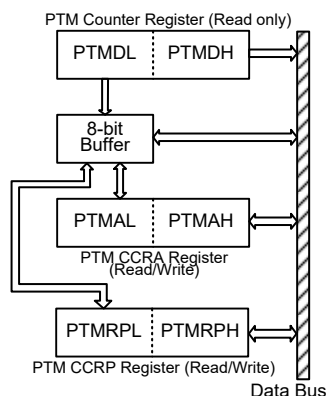 PTM Counter Register (Read only)
PTMDL PTMDH
8-bit
Buffer
PTMAL PTMAH
PTM CCRA Register
(Read/Write)
PTMRPL PTMRPH
PTM CCRP Register (Read/Write)
Data Bus